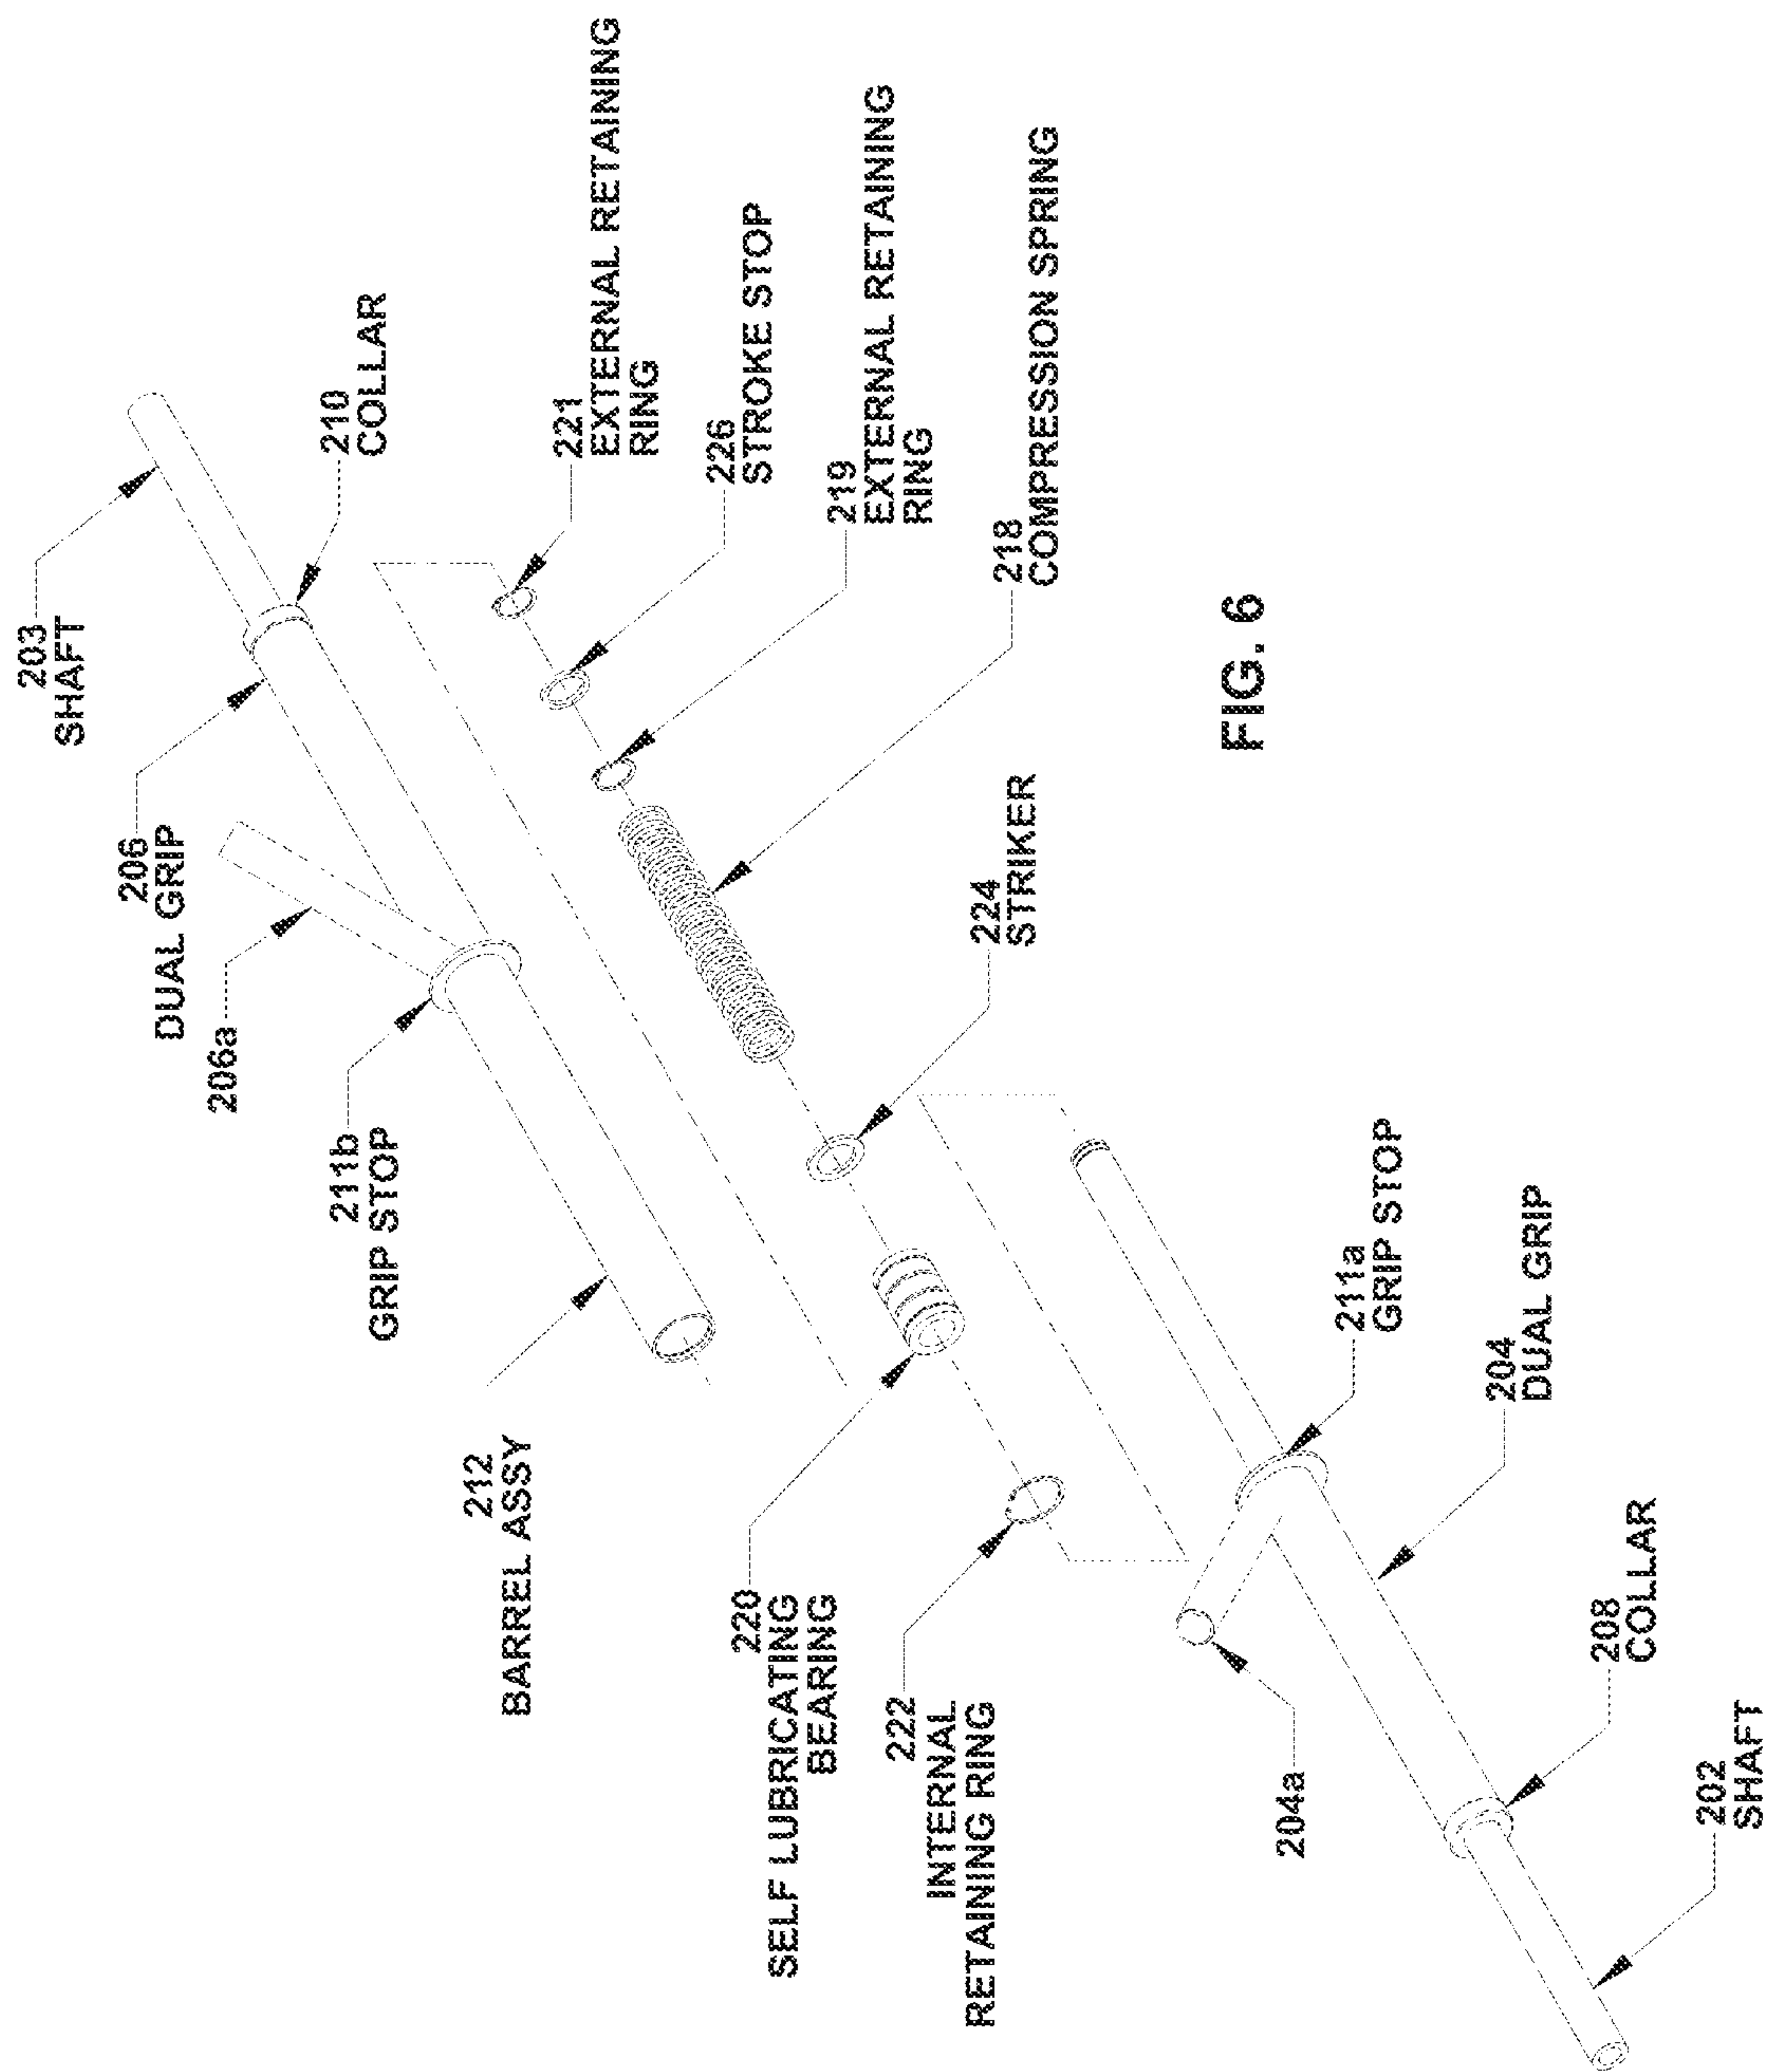 203
SHAFT
206
DUAL GRIP
206a
211b
GRIP STOP
212
BARREL ASSY
210
COLLAR
221
EXTERNAL RETAINING
RING
226
STROKE STOP
219
EXTERNAL RETAINING
RING
218
COMPRESSION SPRING
224
STRIKER
220
SELF LUBRICATING
BEARING
222
INTERNAL
RETAINING RING
204a
211a
GRIP STOP
204
DUAL GRIP
208
COLLAR
202
SHAFT
FIG. 6